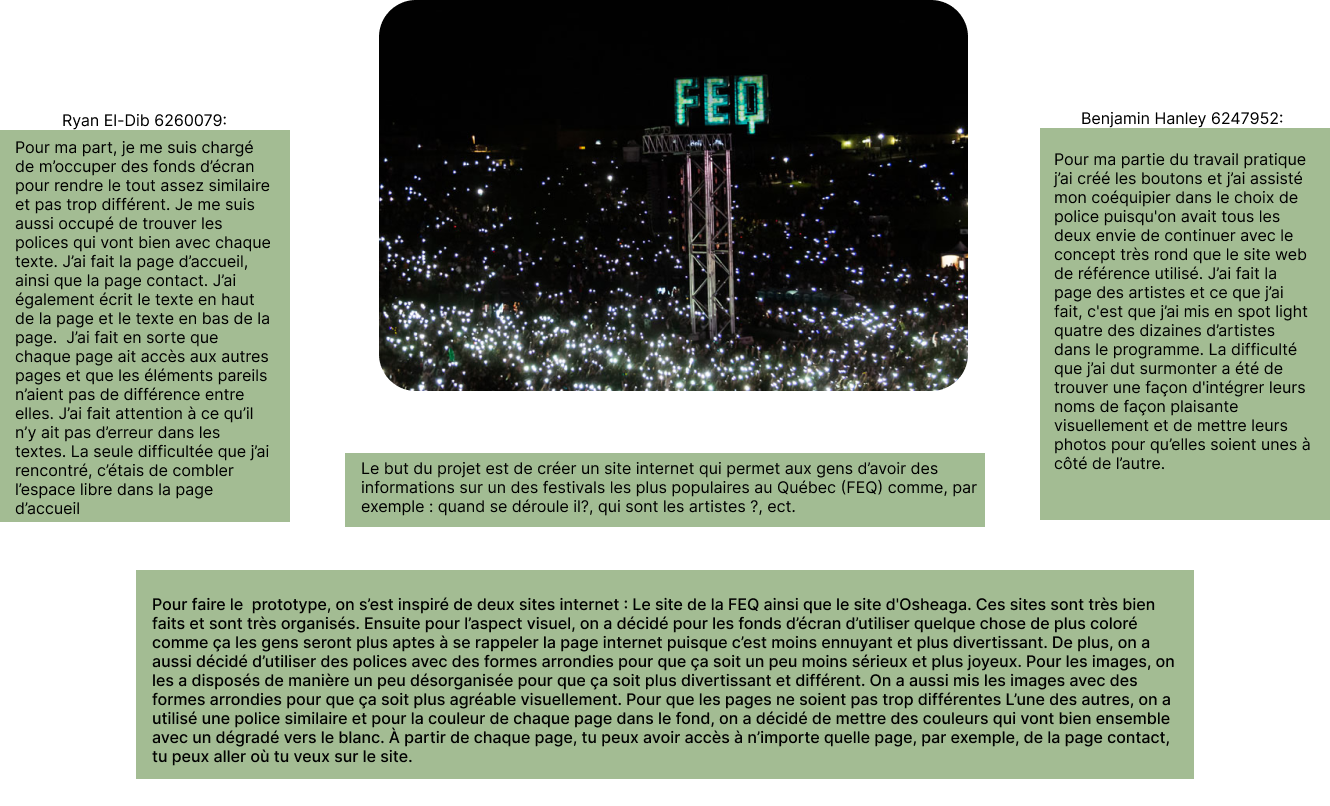 FEQ
Ryan El-Dib 6260079:
Pour ma part, je me suis chargé
de m’occuper des fonds d’écran
pour rendre le tout assez similaire
et pas trop différent. Je me suis
aussi occupé de trouver les
polices qui vont bien avec chaque
texte. J’ai fait la page d’accueil,
ainsi que la page contact. J’ai
également écrit le texte en haut
de la page et le texte en bas de la
page.  J’ai fait en sorte que
chaque page ait accès aux autres
pages et que les éléments pareils
n’aient pas de différence entre
elles. J’ai fait attention à ce qu’il
n’y ait pas d’erreur dans les
textes. La seule difficultée que j’ai
rencontré, c’étais de combler
l’espace libre dans la page
d’accueil
Benjamin Hanley 6247952:
Pour ma partie du travail pratique
j’ai créé les boutons et j’ai assisté
mon coéquipier dans le choix de
police puisqu'on avait tous les
deux envie de continuer avec le
concept très rond que le site web
de référence utilisé. J’ai fait la
page des artistes et ce que j’ai
fait, c'est que j’ai mis en spot light
quatre des dizaines d’artistes
dans le programme. La difficulté
que j’ai dut surmonter a été de
trouver une façon d'intégrer leurs
noms de façon plaisante
visuellement et de mettre leurs
photos pour qu’elles soient unes à
côté de l’autre.
Le but du projet est de créer un site internet qui permet aux gens d’avoir des
informations sur un des festivals les plus populaires au Québec (FEQ) comme, par
exemple : quand se déroule il?, qui sont les artistes ?, ect.
Pour faire le  prototype, on s’est inspiré de deux sites internet : Le site de la FEQ ainsi que le site d'Osheaga. Ces sites sont très bien
faits et sont très organisés. Ensuite pour l’aspect visuel, on a décidé pour les fonds d’écran d’utiliser quelque chose de plus coloré
comme ça les gens seront plus aptes à se rappeler la page internet puisque c’est moins ennuyant et plus divertissant. De plus, on a
aussi décidé d’utiliser des polices avec des formes arrondies pour que ça soit un peu moins sérieux et plus joyeux. Pour les images, on
les a disposés de manière un peu désorganisée pour que ça soit plus divertissant et différent. On a aussi mis les images avec des
formes arrondies pour que ça soit plus agréable visuellement. Pour que les pages ne soient pas trop différentes L’une des autres, on a
utilisé une police similaire et pour la couleur de chaque page dans le fond, on a décidé de mettre des couleurs qui vont bien ensemble
avec un dégradé vers le blanc. À partir de chaque page, tu peux avoir accès à n’importe quelle page, par exemple, de la page contact,
tu peux aller où tu veux sur le site.